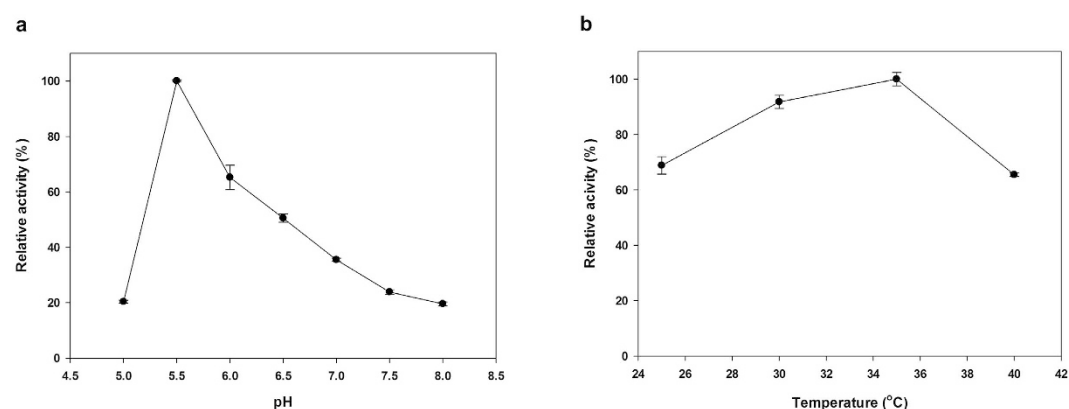 a
Relative activity (%)
100
80
60
40
20
0
4.5 5.0 5.5 6.0 6.5 7.0 7.5 8.0 8.5
pH
b
Relative acivity (%)
100
80
60
40
20
0
24 26 28 30 32 34 36 38 40 42
Temperature (°C)